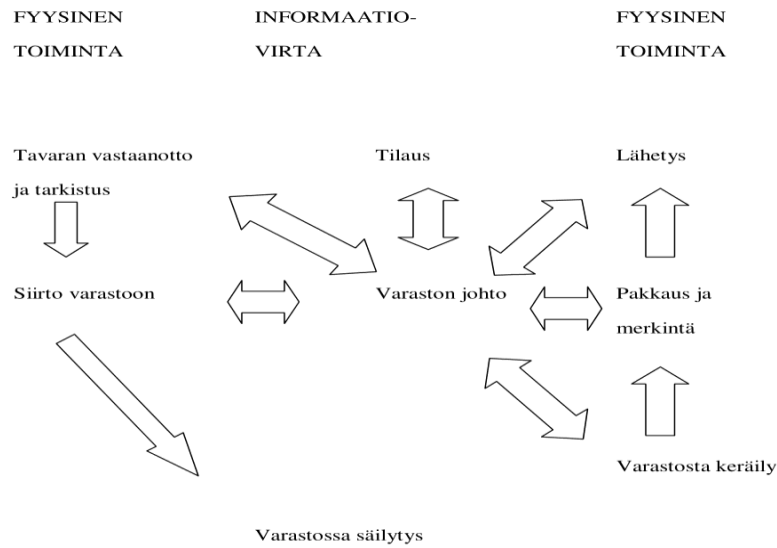 FYYSINEN
TOIMINTA
INFORMAATIO-
VIRTA
FYYSINEN
TOIMINTA
Tavaran vastaanotto
ja tarkistus
Tilaus
Lähetys
Siirto varastoon
Varaston johto
Pakkaus ja
merkintä
Varastosta keräily
Varastossa säilytys